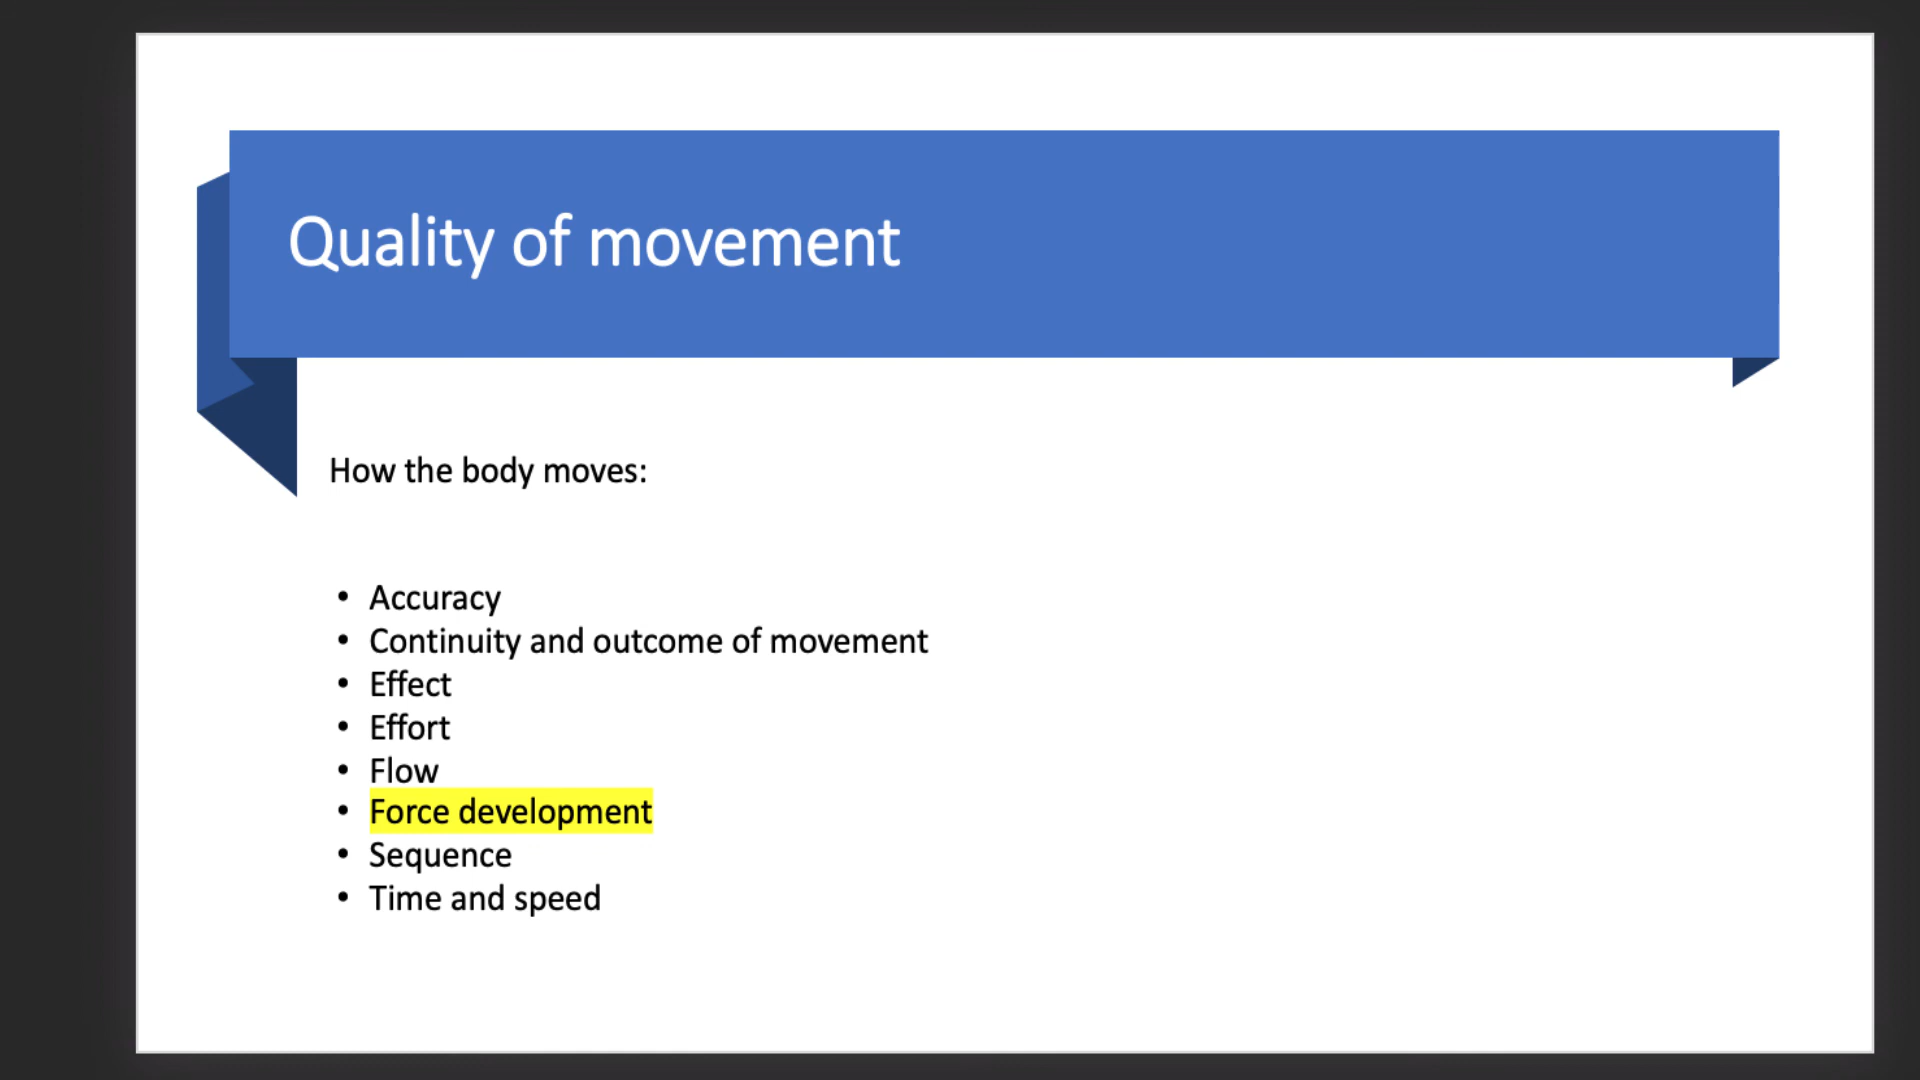 Quality of movement
How the body moves:
• Accuracy
• Continuity and outcome of movement
• Effect
• Effort
• Flow
• Force development
• Sequence
• Time and speed